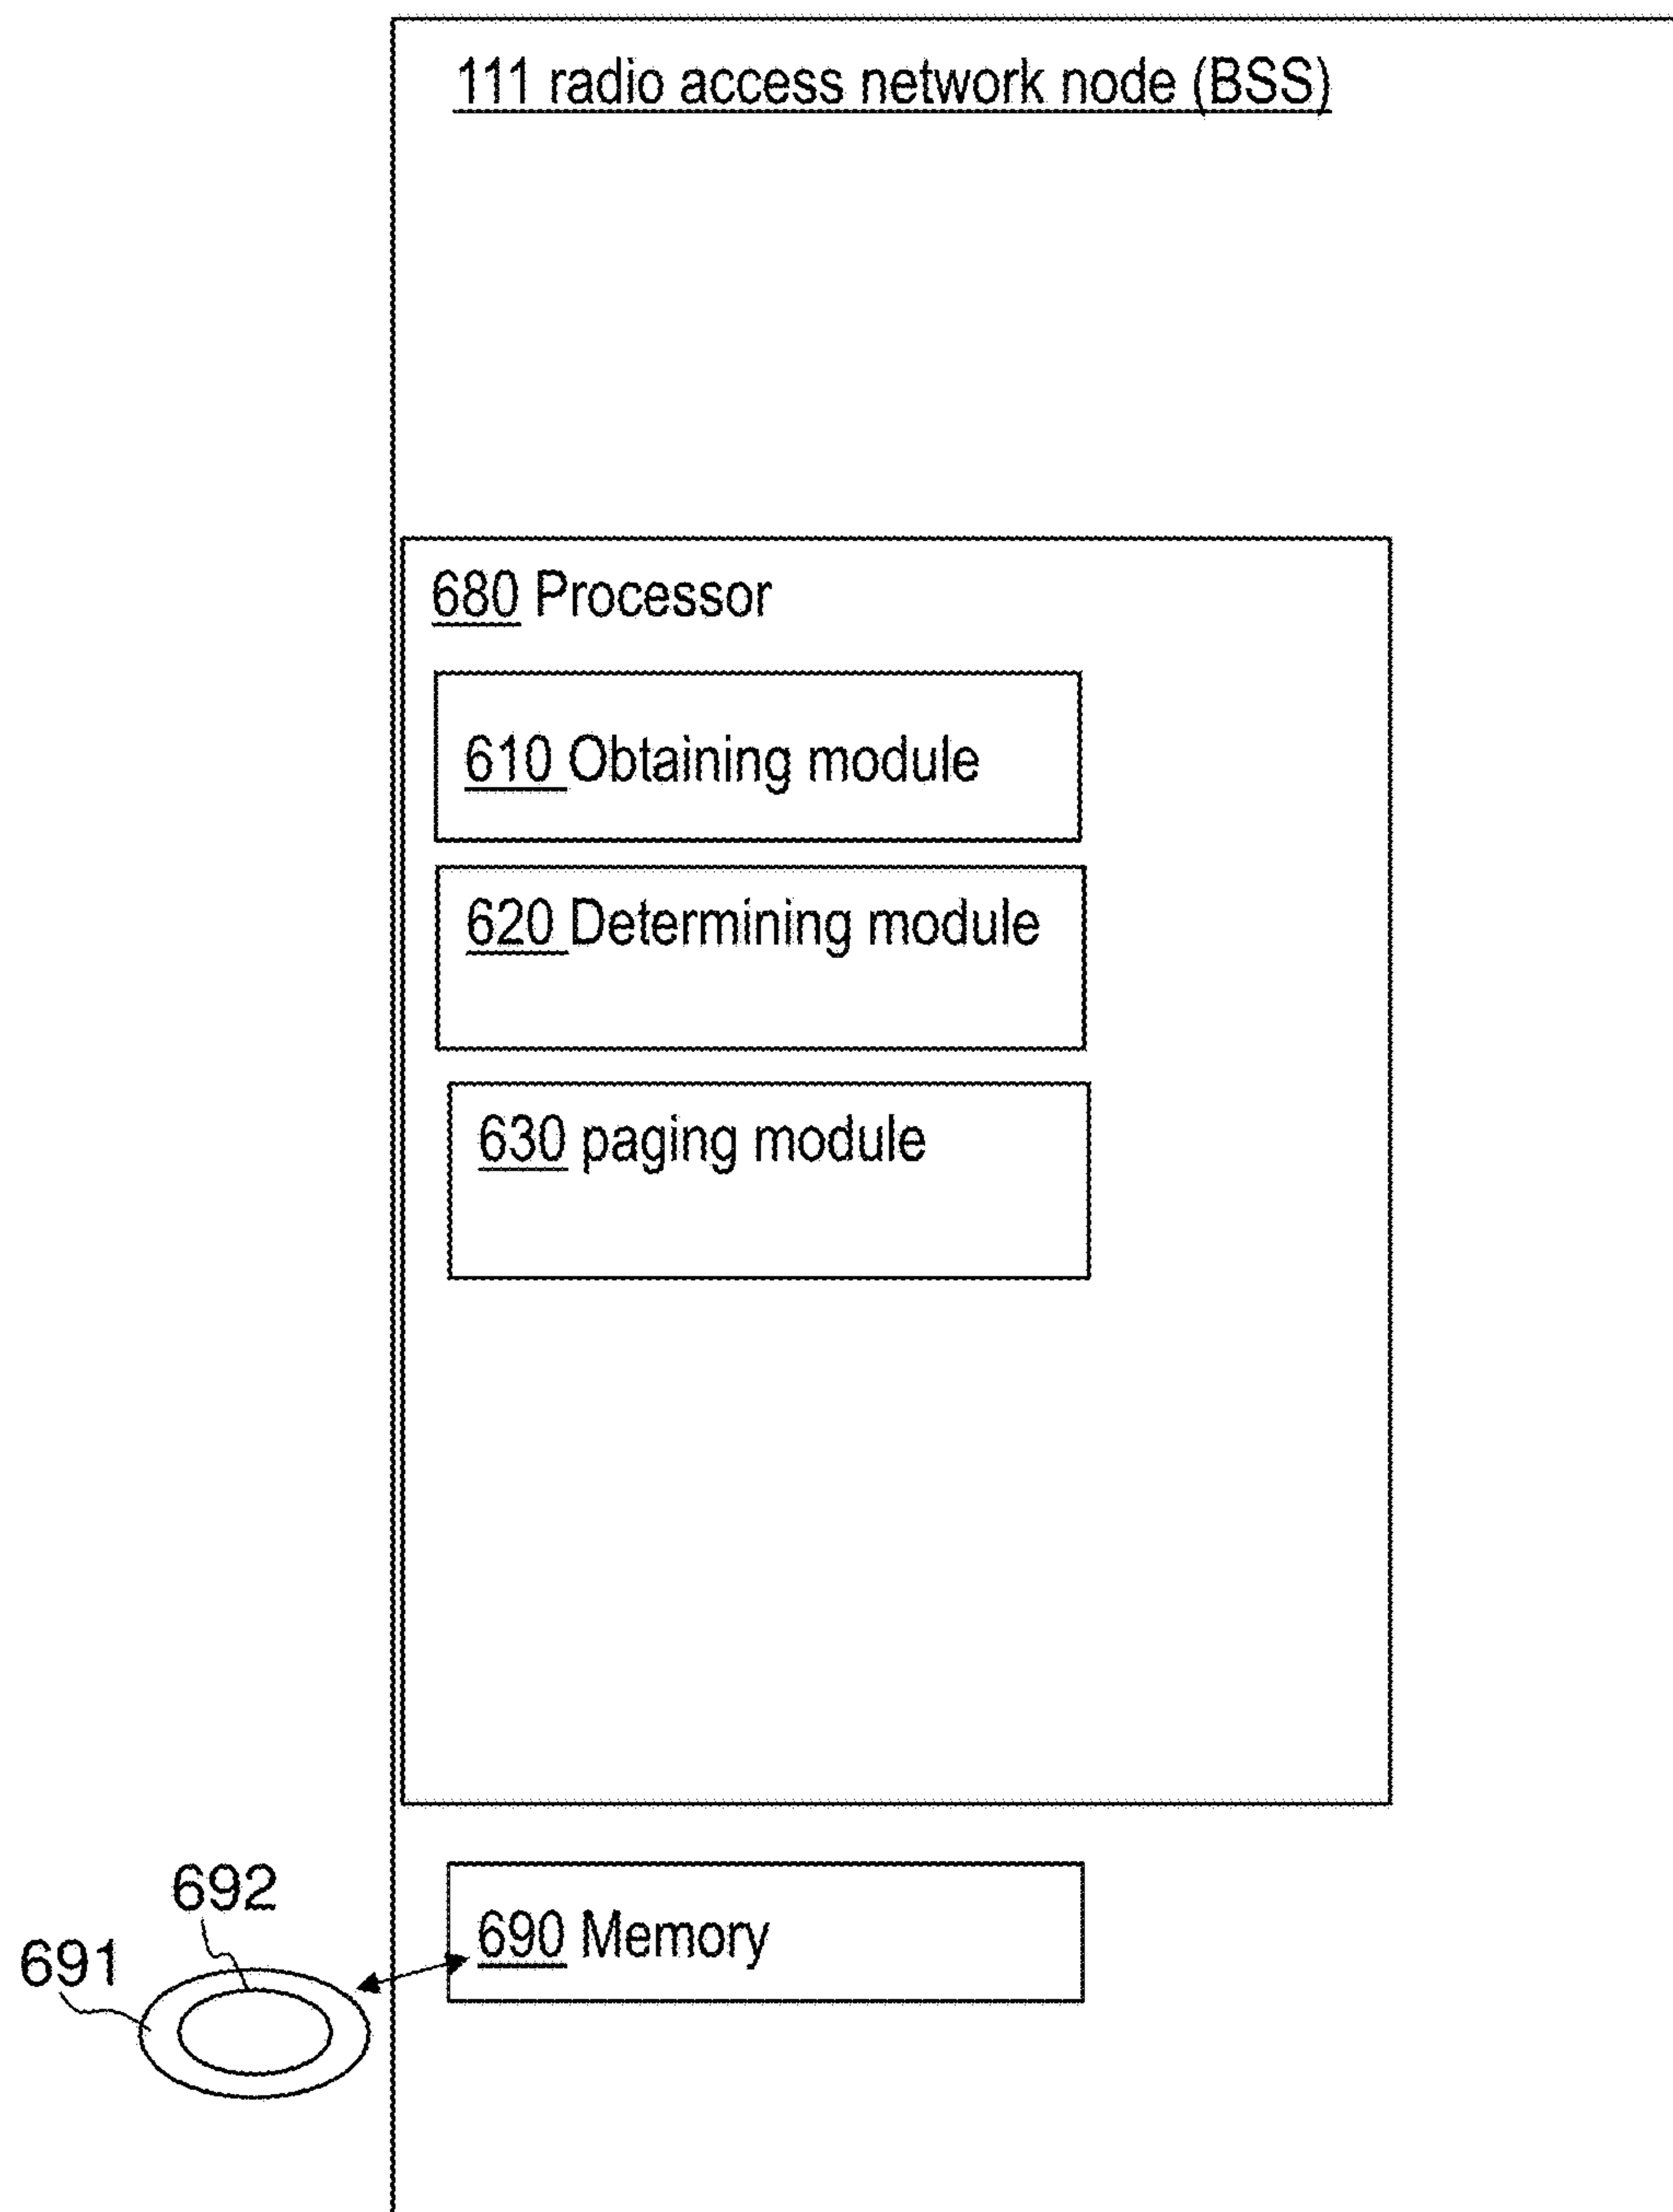 111 radio access network node (BSS)
680 Processor
610 Obtaining module
620 Determining module
630 paging module
692
691
690 Memory